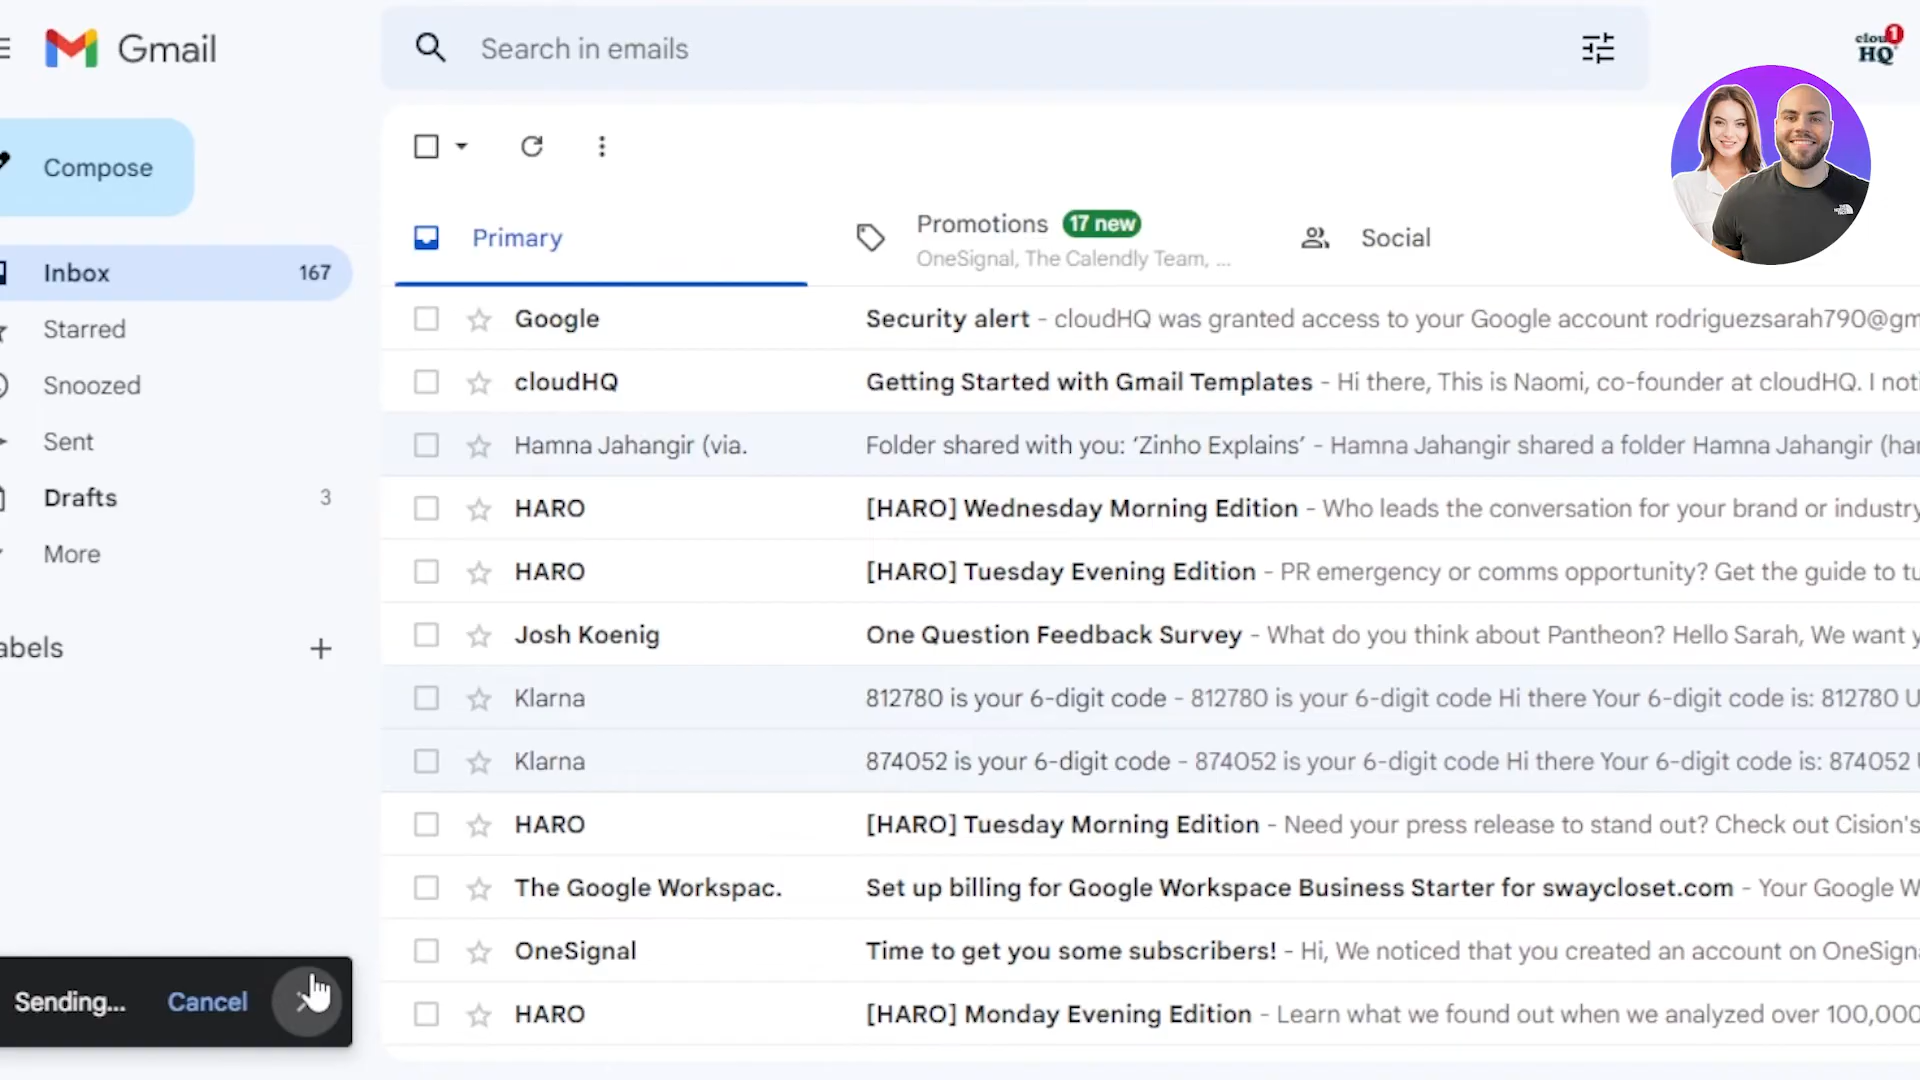 Gmail
Search in emails
clou 1
HQ
Compose
Primary
Promotions 17 new
OneSignal, The Calendly Team, ...
Social
Inbox 167
Starred
Snoozed
Sent
Drafts 3
More
abels +
Google Security alert - cloudHQ was granted access to your Google account rodriguezsarah790@gm
cloudHQ Getting Started with Gmail Templates - Hi there, This is Naomi, co-founder at cloudHQ. I noti
Hamna Jahangir (via. Folder shared with you: ‘Zinho Explains’ - Hamna Jahangir shared a folder Hamna Jahangir (har
HARO [HARO] Wednesday Morning Edition - Who leads the conversation for your brand or industry
HARO [HARO] Tuesday Evening Edition - PR emergency or comms opportunity? Get the guide to tu
Josh Koenig One Question Feedback Survey - What do you think about Pantheon? Hello Sarah, We want y
Klarna 812780 is your 6-digit code - 812780 is your 6-digit code Hi there Your 6-digit code is: 812780 U
Klarna 874052 is your 6-digit code - 874052 is your 6-digit code Hi there Your 6-digit code is: 874052 U
HARO [HARO] Tuesday Morning Edition - Need your press release to stand out? Check out Cision's
The Google Workspac. Set up billing for Google Workspace Business Starter for swaycloset.com - Your Google W
OneSignal Time to get you some subscribers! - Hi, We noticed that you created an account on OneSigna
HARO [HARO] Monday Evening Edition - Learn what we found out when we analyzed over 100,000
Sending... Cancel